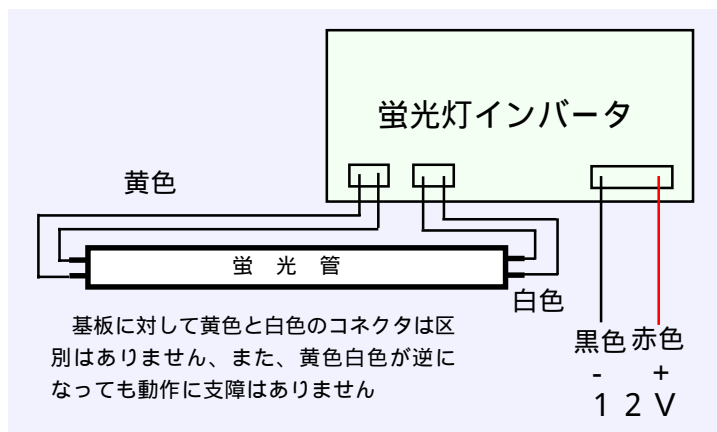 蛍光灯インバータ
黄色
蛍 光 管
白色
基板に対して黄色と白色のコネクタは区
別はありません、また、黄色白色が逆に
なっても動作に支障はありません
黒色 赤色
- +
1 2 V